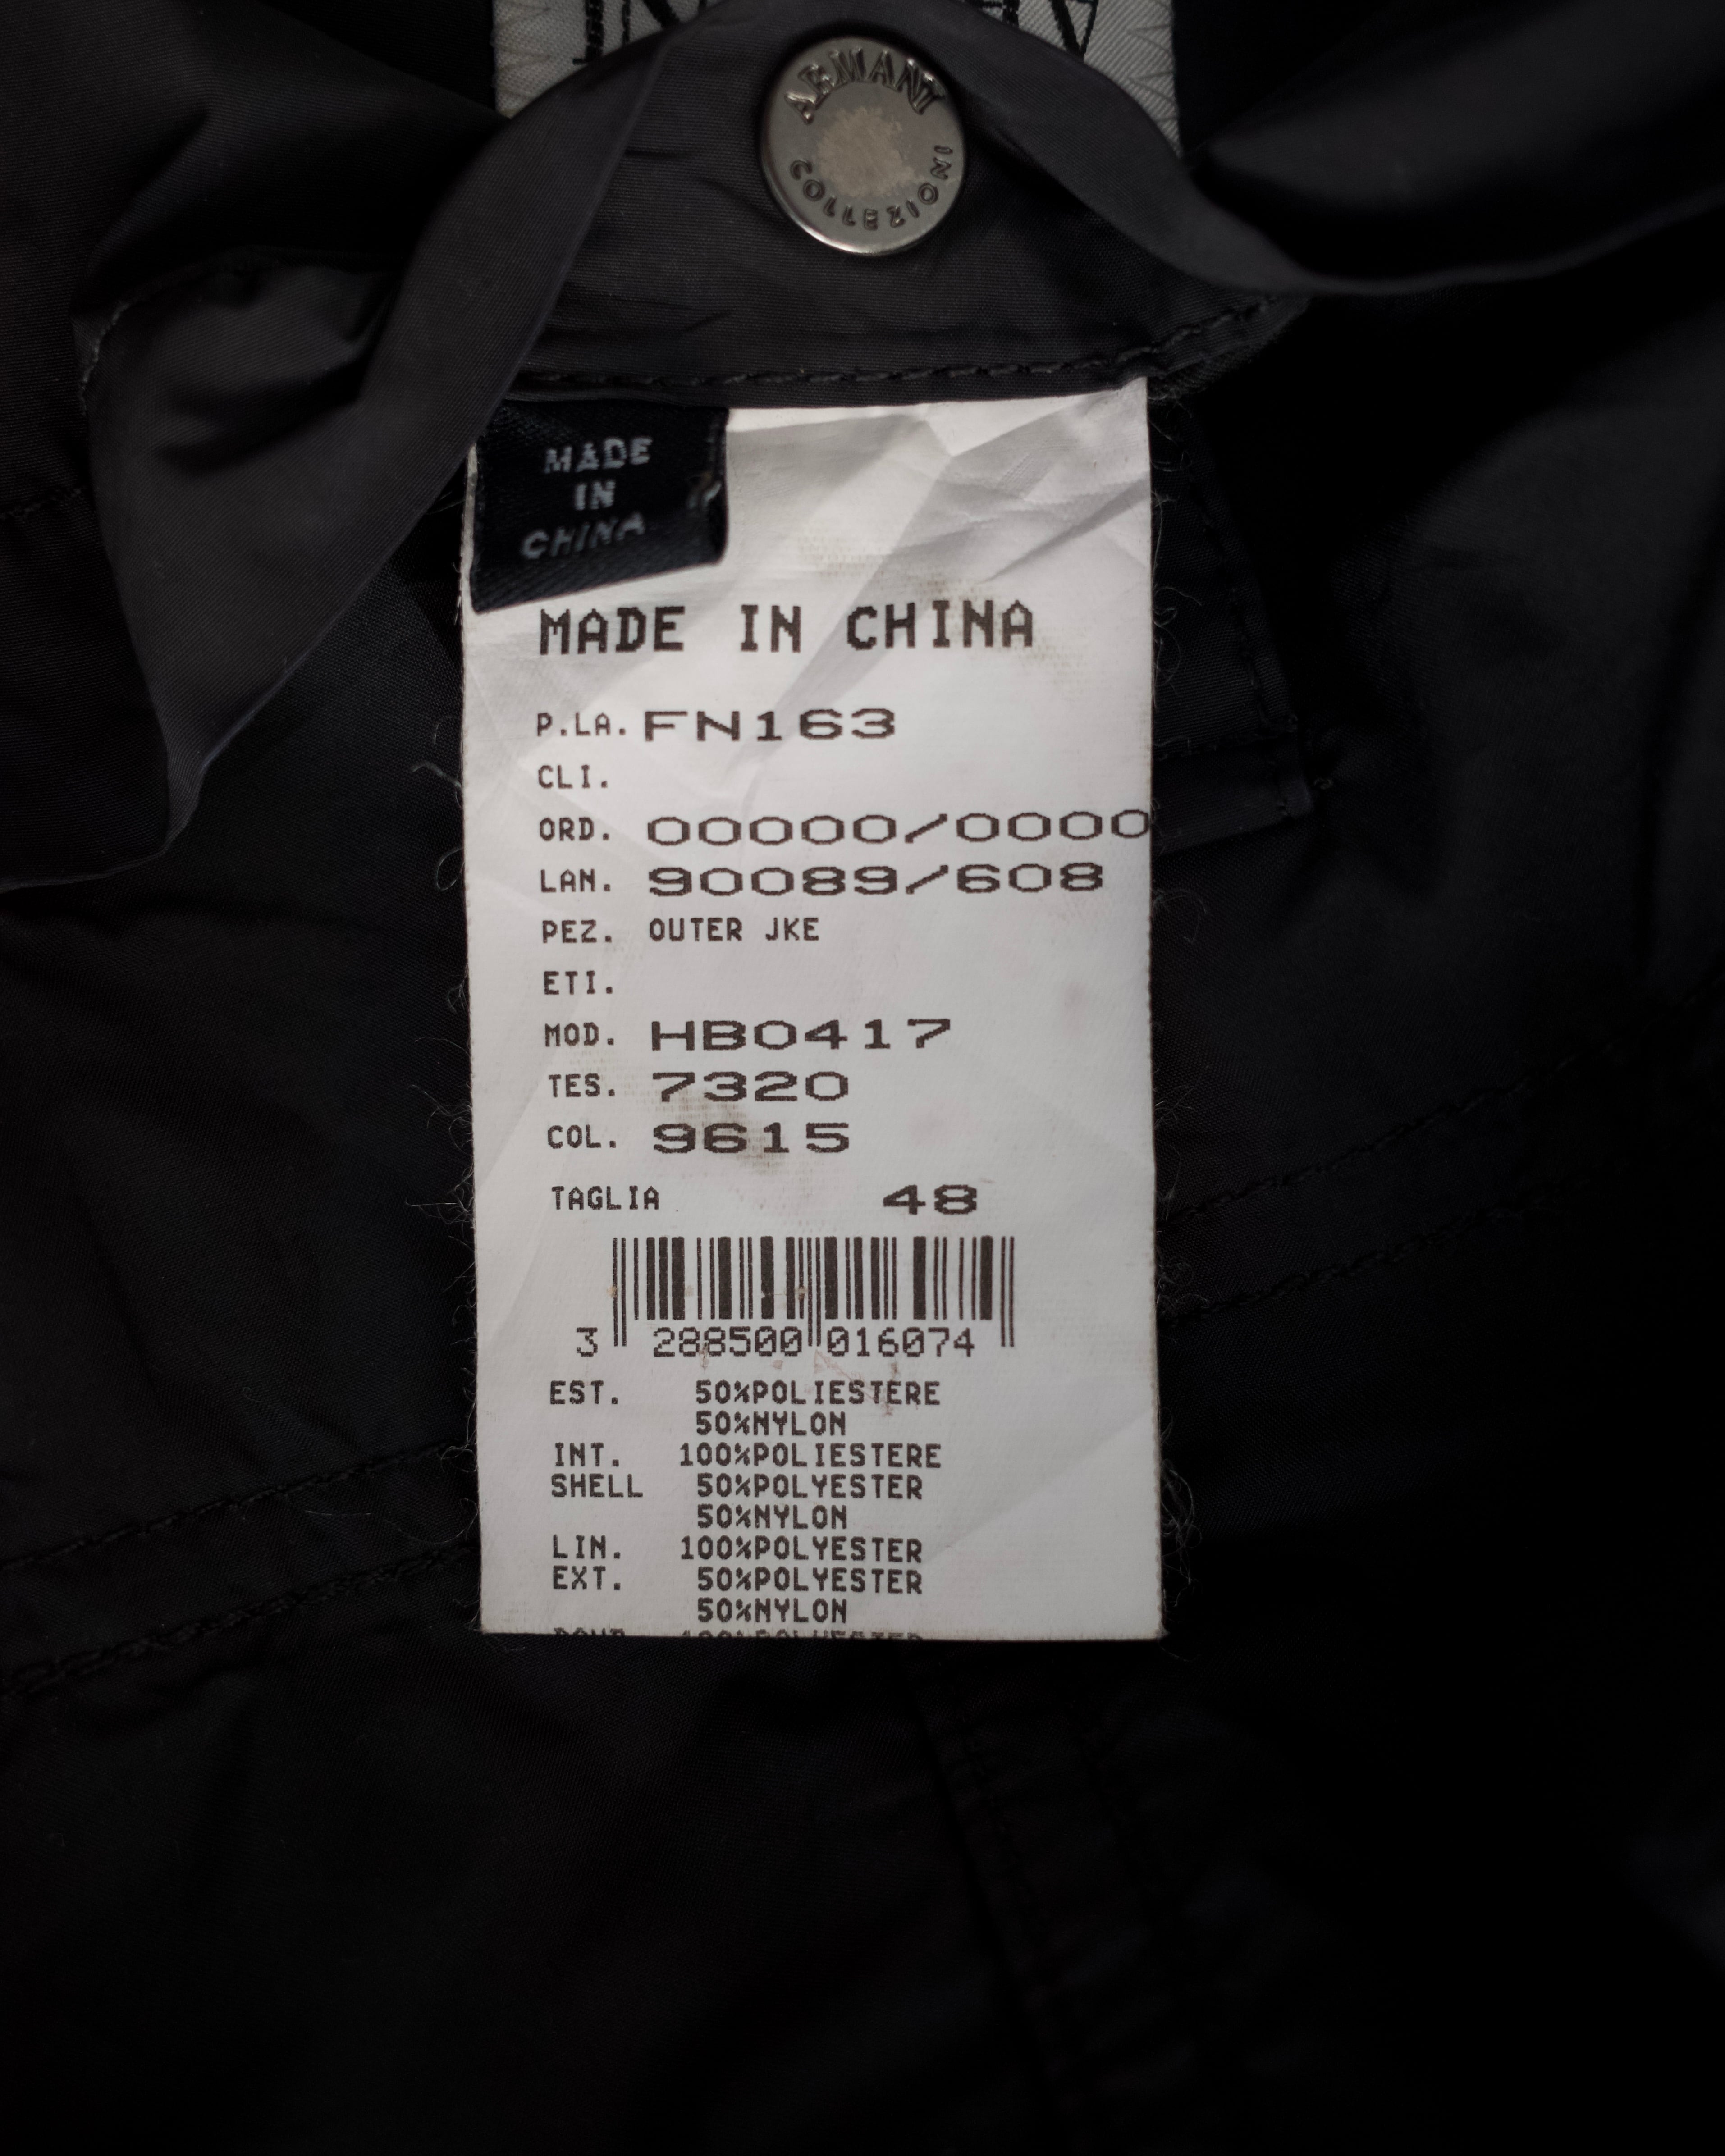 ARMANI
COLLEZIONI
MADE
IN
CHINA
MADE IN CHINA
P.LA. FN163
CLI.
ORD. 00000/0000
LAN. 90089/608
PEZ. OUTER JKE
ETI.
MOD. HB0417
TES. 7320
COL. 9615
TAGLIA 48
3 288500 016074
EST. 50%POLIESTERE
50%NYLON
INT. 100%POLIESTERE
SHELL 50%POLYESTER
50%NYLON
LIN. 100%POLYESTER
EXT. 50%POLYESTER
50%NYLON